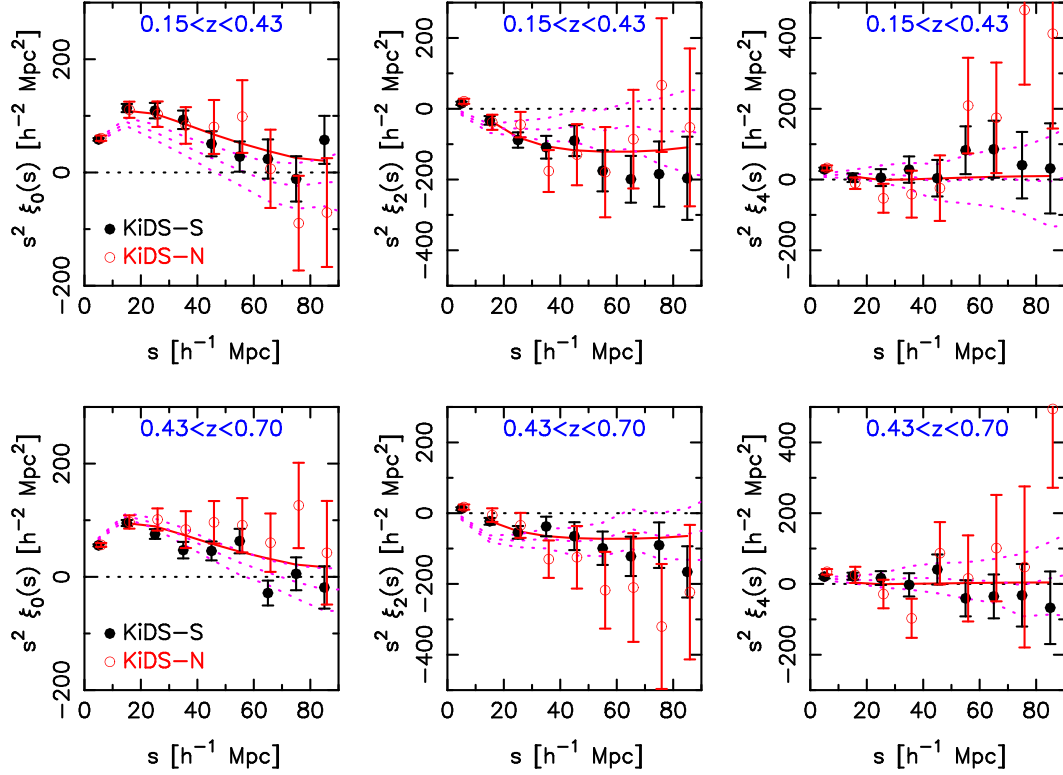 0.15<z<0.43
s² ξ₀(s) [h⁻² Mpc²]
200
0
−200
KiDS−S
KiDS−N
0 20 40 60 80
s [h⁻¹ Mpc]
0.15<z<0.43
s² ξ₂(s) [h⁻² Mpc²]
200
0
−200
−400
0 20 40 60 80
s [h⁻¹ Mpc]
0.15<z<0.43
s² ξ₄(s) [h⁻² Mpc²]
400
200
0
−200
0 20 40 60 80
s [h⁻¹ Mpc]
0.43<z<0.70
s² ξ₀(s) [h⁻² Mpc²]
200
0
−200
KiDS−S
KiDS−N
0 20 40 60 80
s [h⁻¹ Mpc]
0.43<z<0.70
s² ξ₂(s) [h⁻² Mpc²]
200
0
−200
−400
0 20 40 60 80
s [h⁻¹ Mpc]
0.43<z<0.70
s² ξ₄(s) [h⁻² Mpc²]
400
200
0
−200
0 20 40 60 80
s [h⁻¹ Mpc]